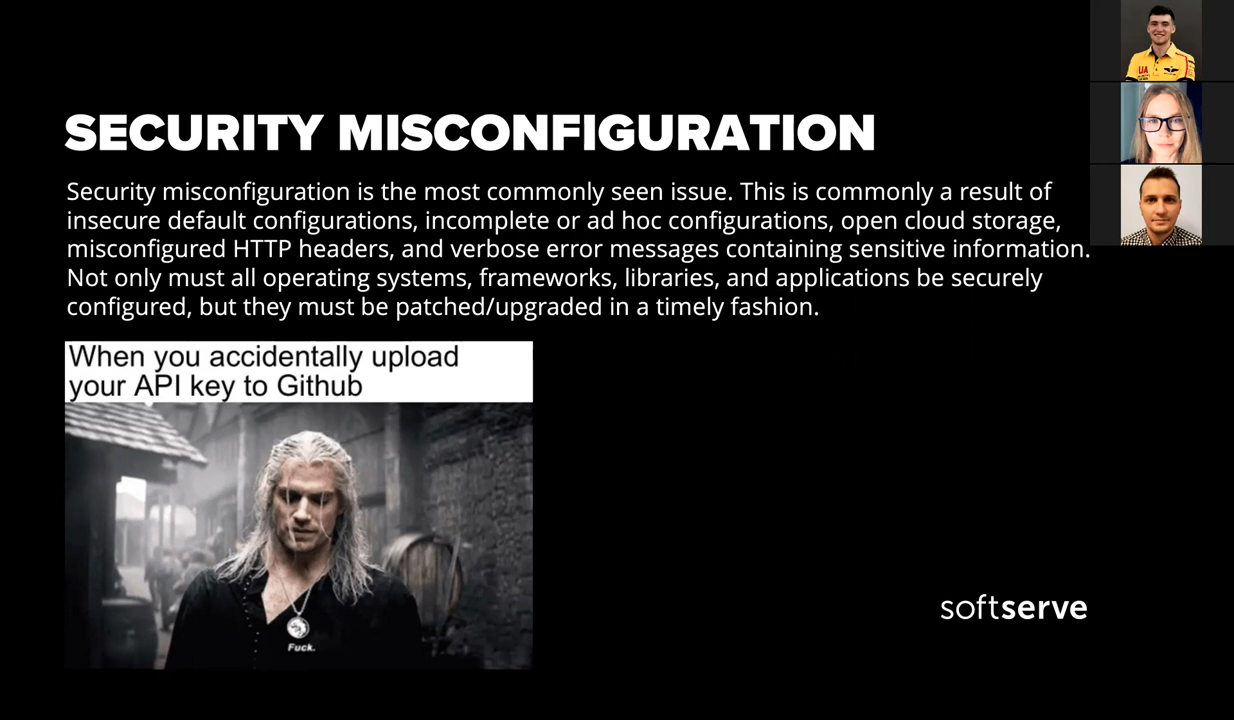 SECURITY MISCONFIGURATION
Security misconfiguration is the most commonly seen issue. This is commonly a result of
insecure default configurations, incomplete or ad hoc configurations, open cloud storage,
misconfigured HTTP headers, and verbose error messages containing sensitive information.
Not only must all operating systems, frameworks, libraries, and applications be securely
configured, but they must be patched/upgraded in a timely fashion.
When you accidentally upload
your API key to Github
Fuck.
softserve
UA